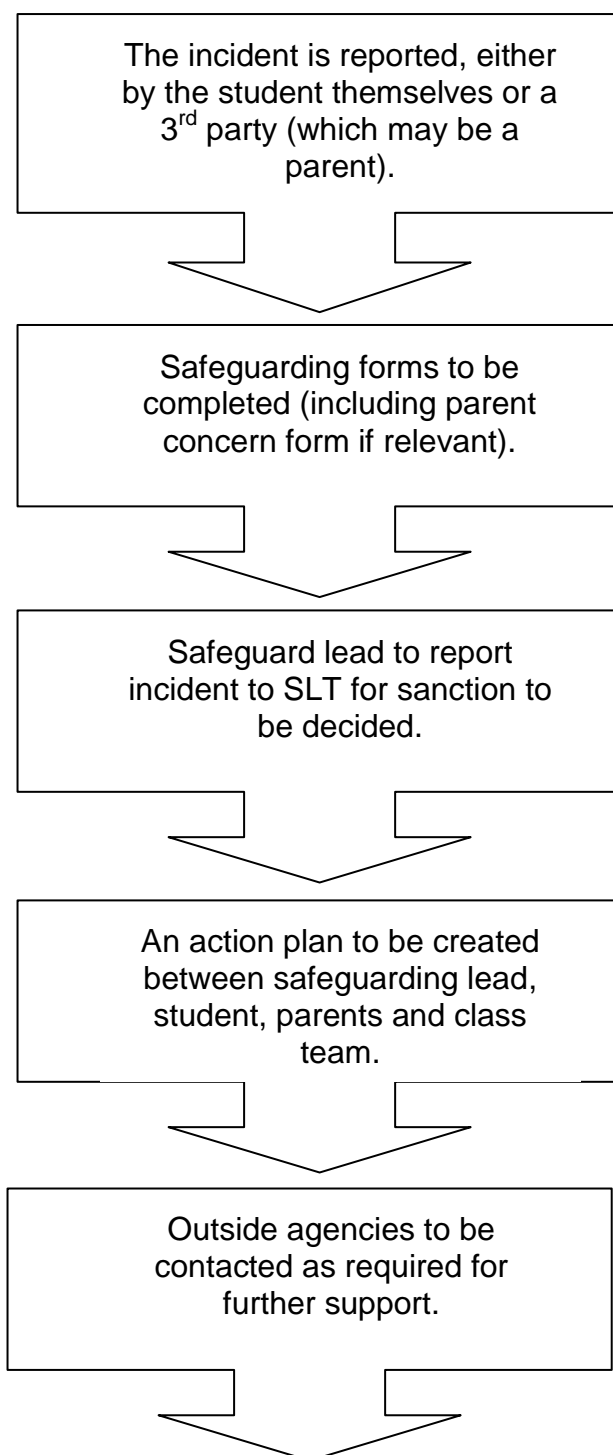 The incident is reported, either
by the student themselves or a
3rd party (which may be a
parent).
Safeguarding forms to be
completed (including parent
concern form if relevant).
Safeguard lead to report
incident to SLT for sanction to
be decided.
An action plan to be created
between safeguarding lead,
student, parents and class
team.
Outside agencies to be
contacted as required for
further support.